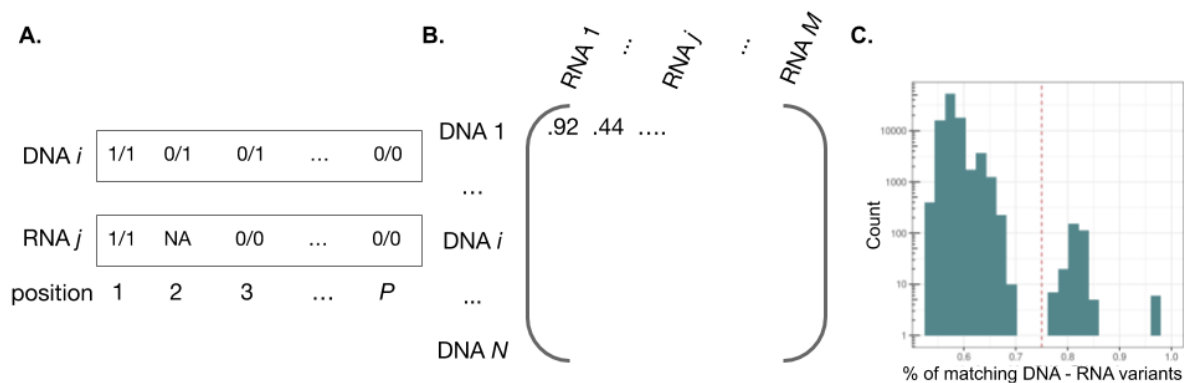 A.
DNA i 1/1 0/1 0/1 ... 0/0
RNA j 1/1 NA 0/0 ... 0/0
position 1 2 3 ... P
B.
RNA 1 ... RNA j ... RNA M
DNA 1 .92 .44 ....
...
DNA i
...
DNA N
C.
Count
10000
1000
100
10
1
0.6 0.7 0.8 0.9 1.0
% of matching DNA - RNA variants